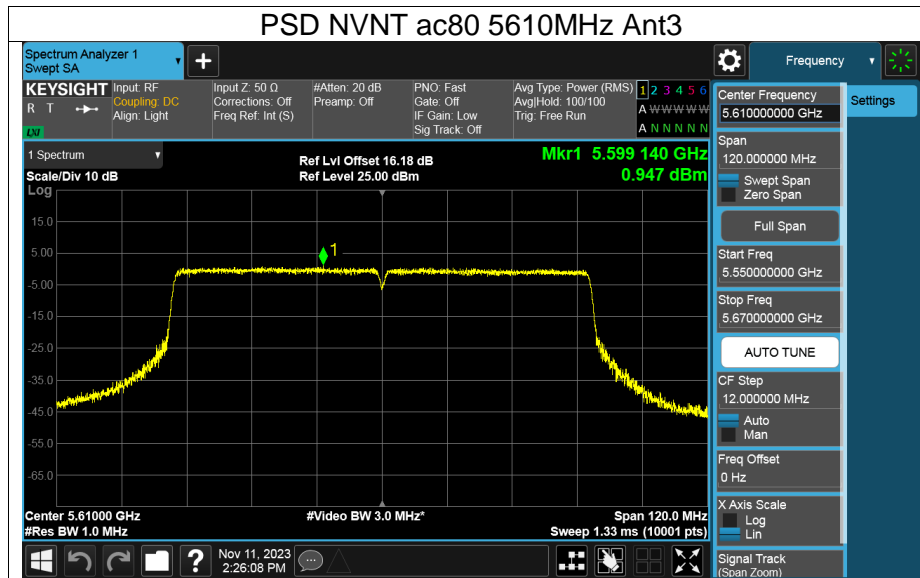 PSD NVNT ac80 5610MHz Ant3
Spectrum Analyzer 1
Swept SA
+
Frequency
KEYSIGHT
R T
LXI
Input: RF
Coupling: DC
Align: Light
Input Z: 50 Ω
Corrections: Off
Freq Ref: Int (S)
#Atten: 20 dB
Preamp: Off
PNO: Fast
Gate: Off
IF Gain: Low
Sig Track: Off
Avg Type: Power (RMS)
Avg|Hold: 100/100
Trig: Free Run
1 2 3 4 5 6
A W W W W W
A N N N N N
1 Spectrum
Scale/Div 10 dB
Log
Ref Lvl Offset 16.18 dB
Ref Level 25.00 dBm
Mkr1 5.599 140 GHz
0.947 dBm
15.0
5.00
-5.00
-15.0
-25.0
-35.0
-45.0
-55.0
-65.0
1
Center 5.61000 GHz
#Res BW 1.0 MHz
#Video BW 3.0 MHz*
Span 120.0 MHz
Sweep 1.33 ms (10001 pts)
Center Frequency
5.610000000 GHz
Settings
Span
120.000000 MHz
Swept Span
Zero Span
Full Span
Start Freq
5.550000000 GHz
Stop Freq
5.670000000 GHz
AUTO TUNE
CF Step
12.000000 MHz
Auto
Man
Freq Offset
0 Hz
X Axis Scale
Log
Lin
Signal Track
(Span Zoom)
?
Nov 11, 2023
2:26:08 PM